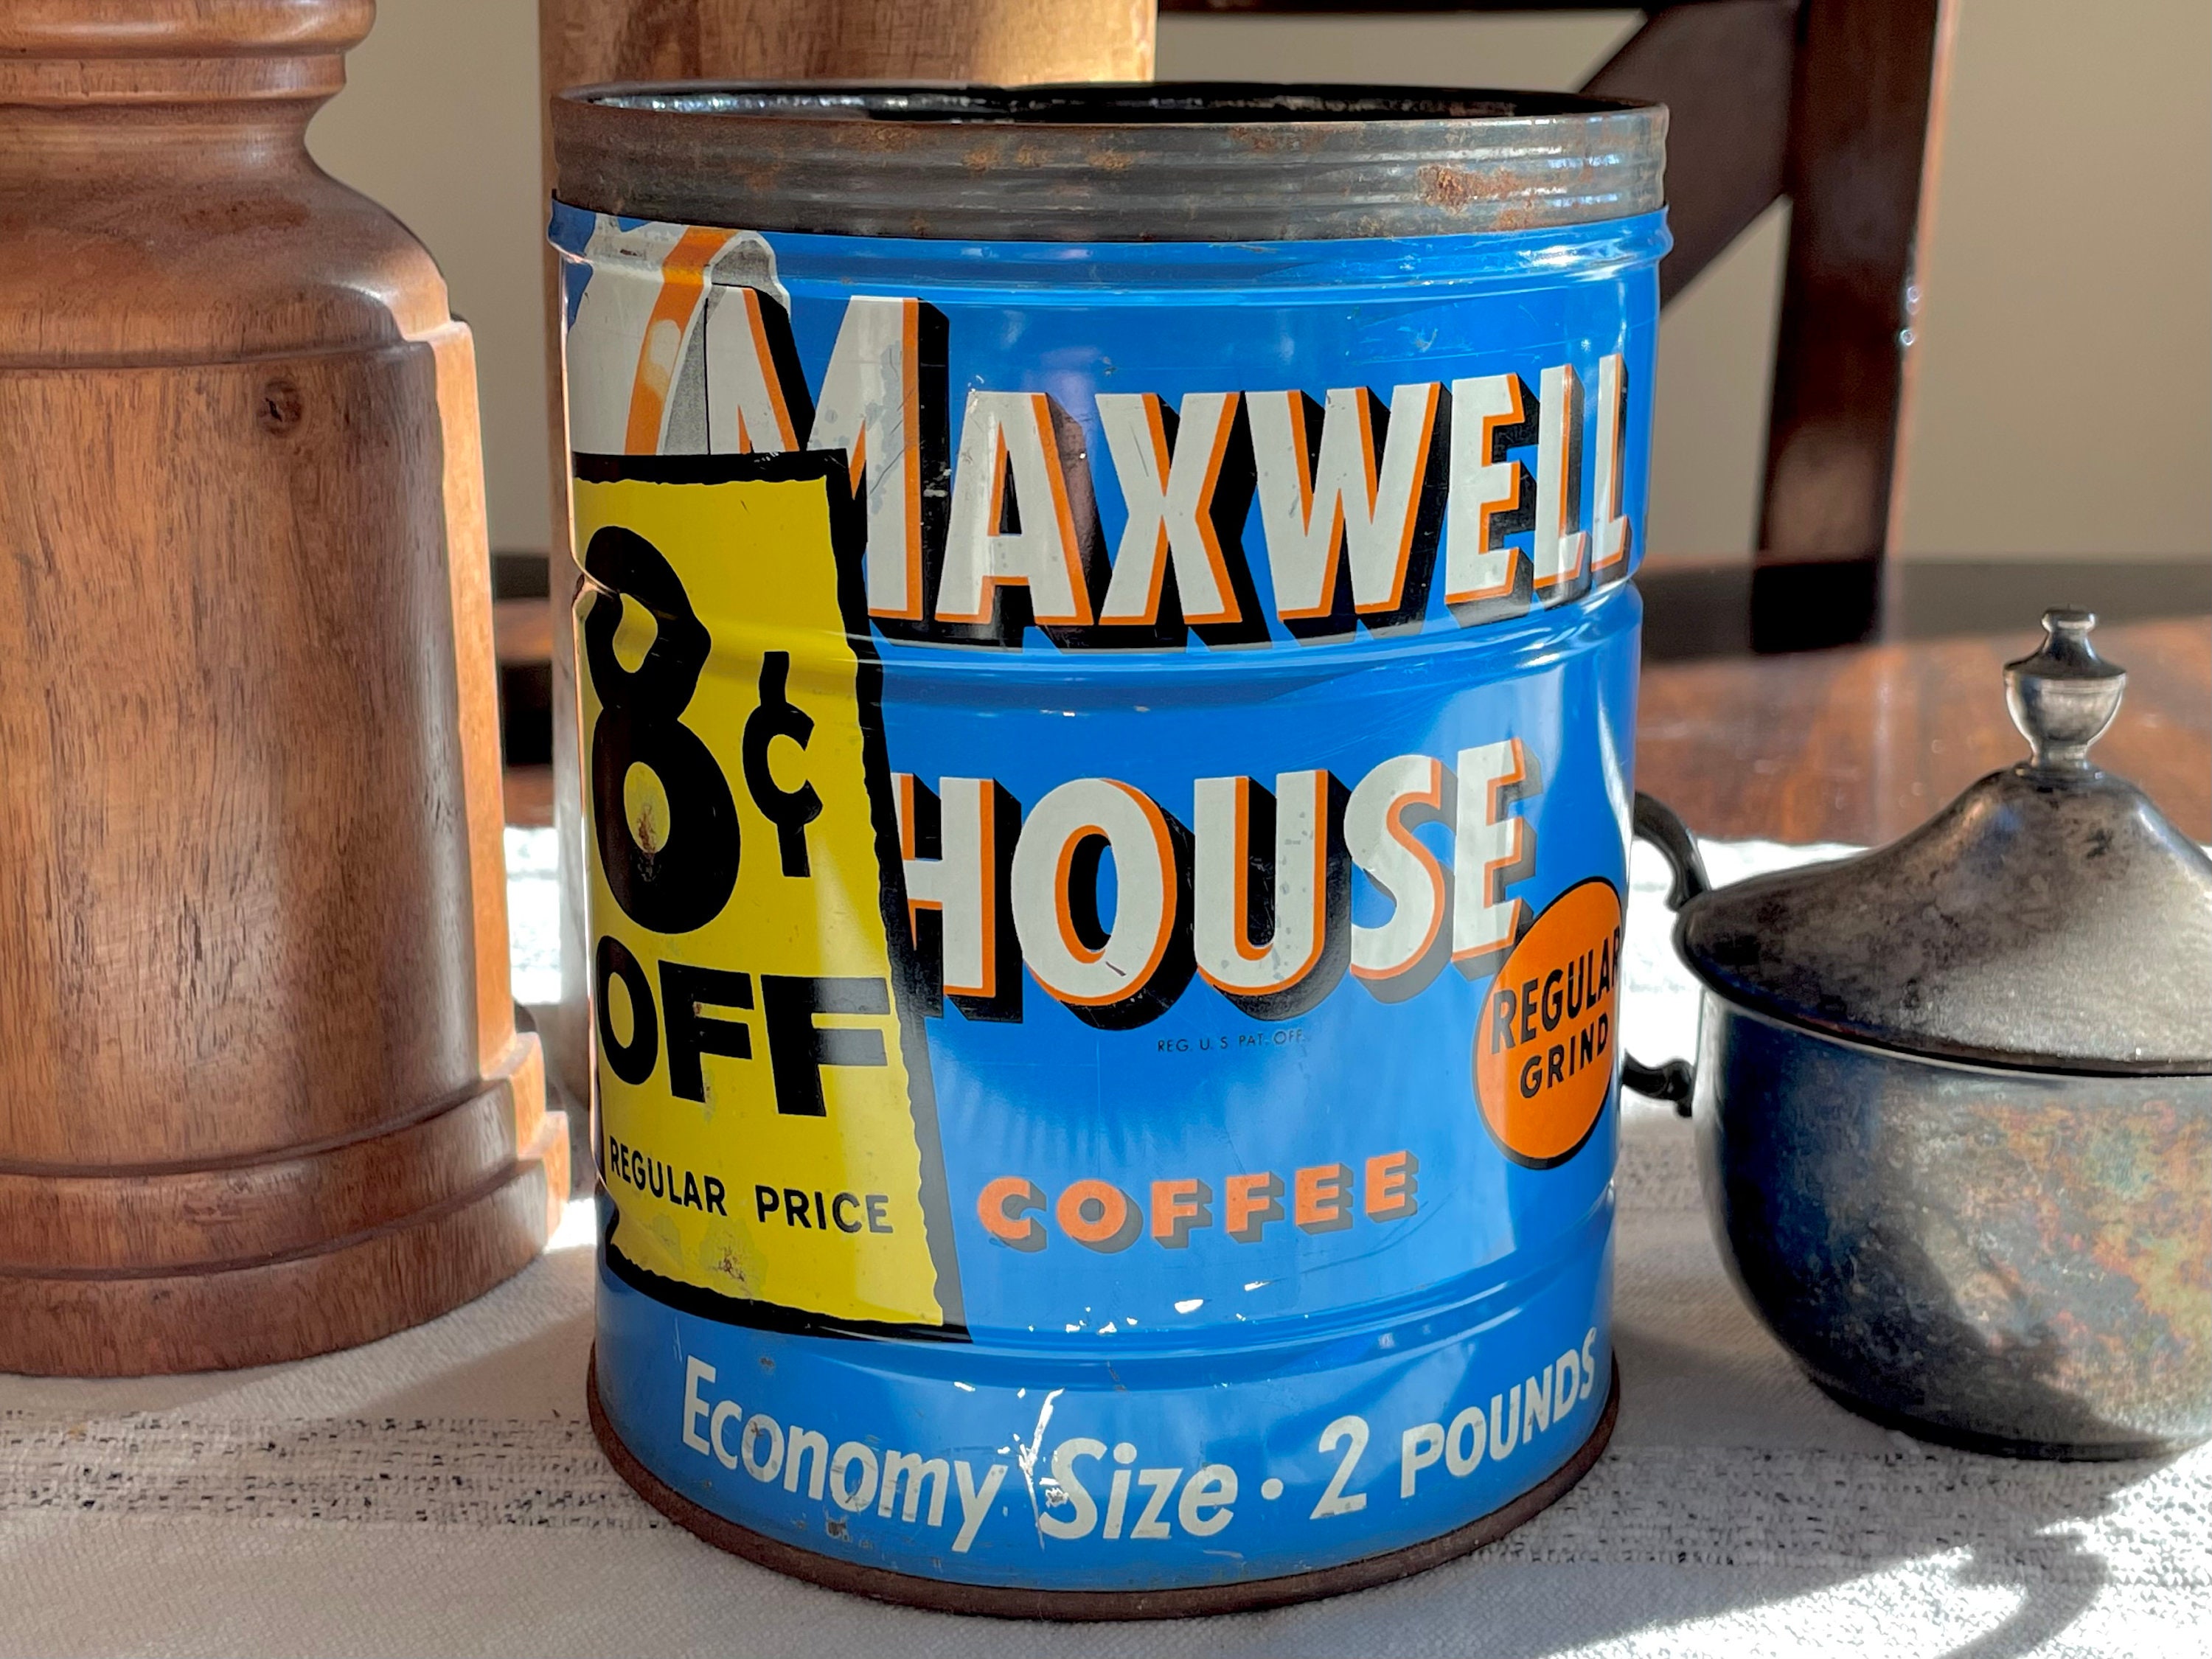 MAXWELL
HOUSE
REG. U. S. PAT. OFF.
COFFEE
REGULAR
GRIND
8¢
OFF
REGULAR PRICE
Economy Size · 2 POUNDS